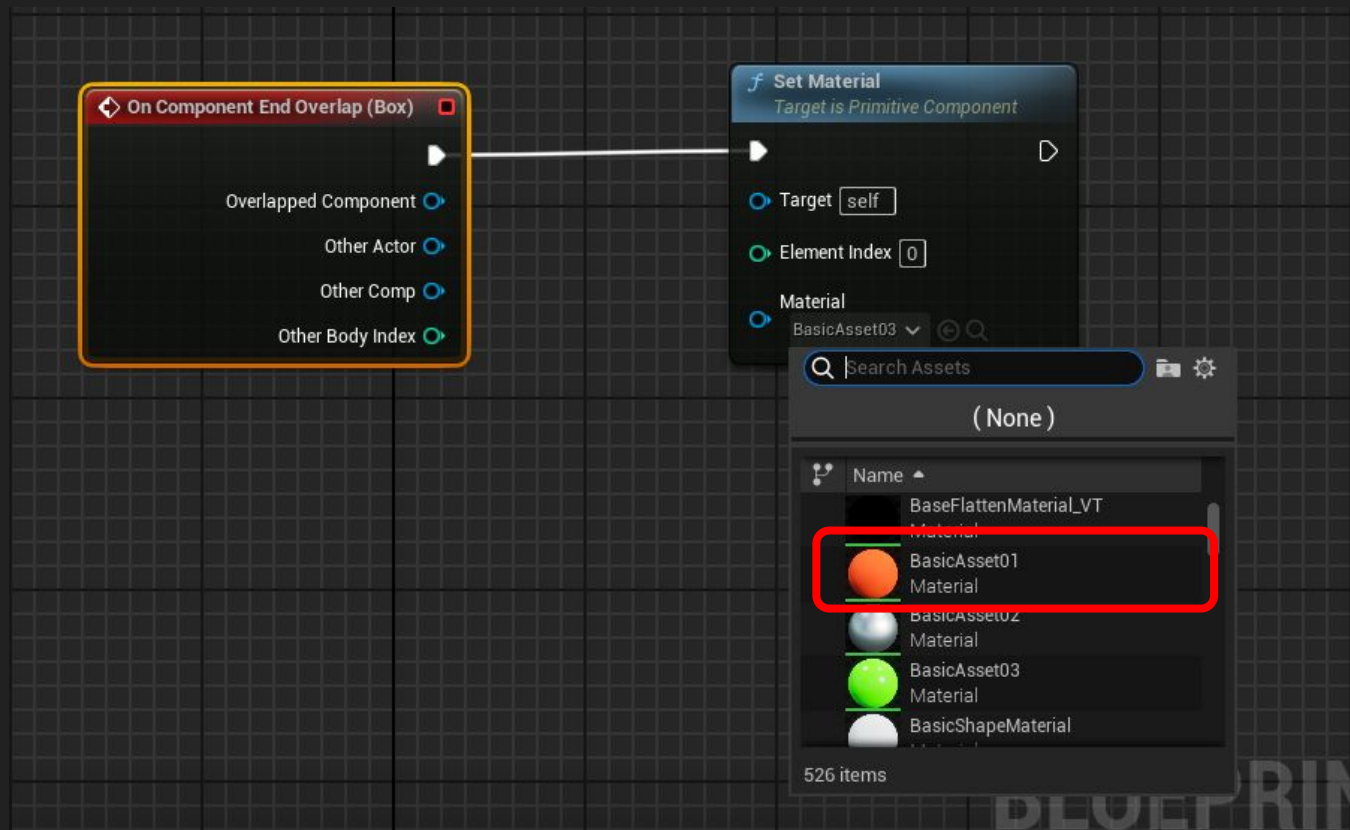 On Component End Overlap (Box)
Overlapped Component
Other Actor
Other Comp
Other Body Index
Set Material
Target is Primitive Component
Target self
Element Index 0
Material
BasicAsset03
Search Assets
( None )
Name
BaseFlattenMaterial_VT
Material
BasicAsset01
Material
BasicAsset02
Material
BasicAsset03
Material
BasicShapeMaterial
526 items